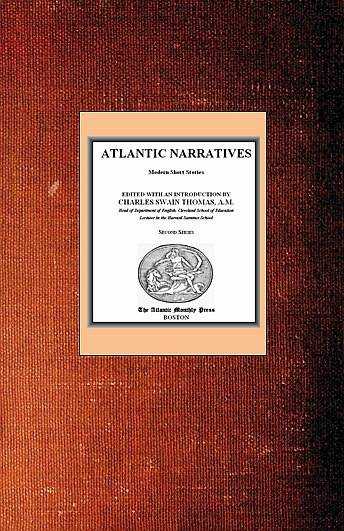 ATLANTIC NARRATIVES
Modern Short Stories
EDITED WITH AN INTRODUCTION BY
CHARLES SWAIN THOMAS, A.M.
Head of Department of English, Cleveland School of Education
Lecturer in the Harvard Summer School
SECOND SERIES
The Atlantic Monthly Press
BOSTON